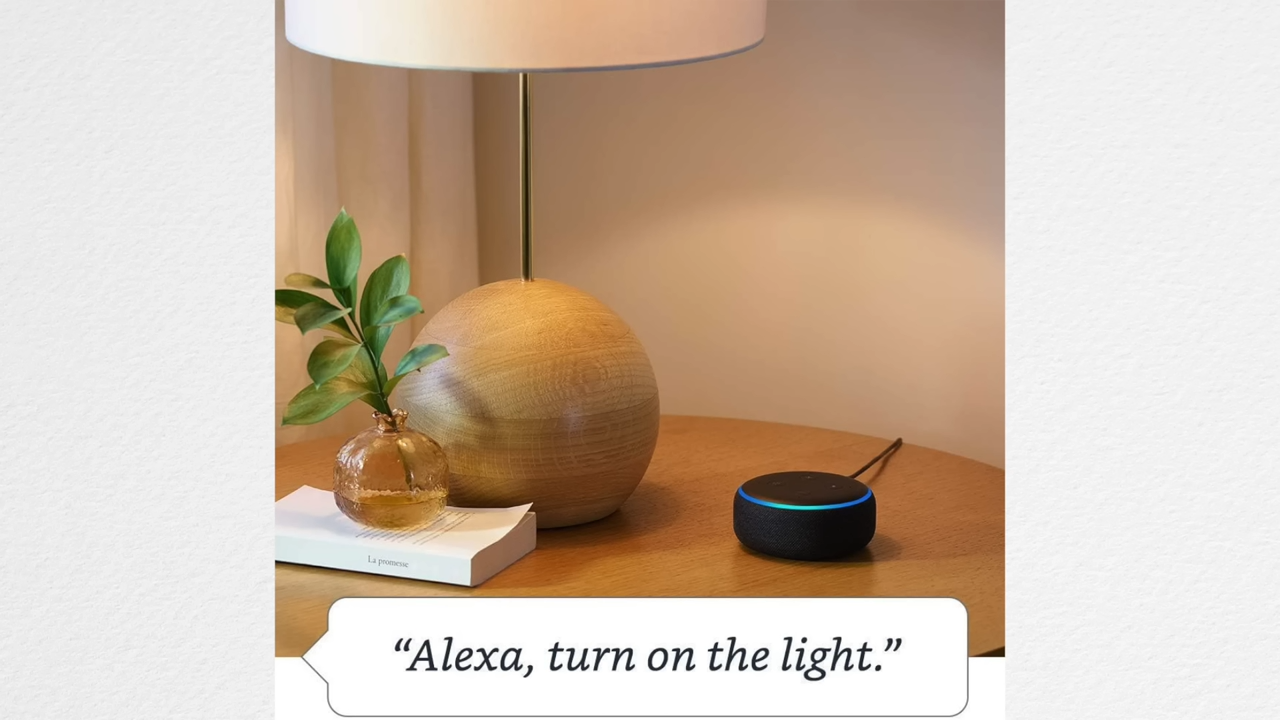 La promesse
“Alexa, turn on the light.”